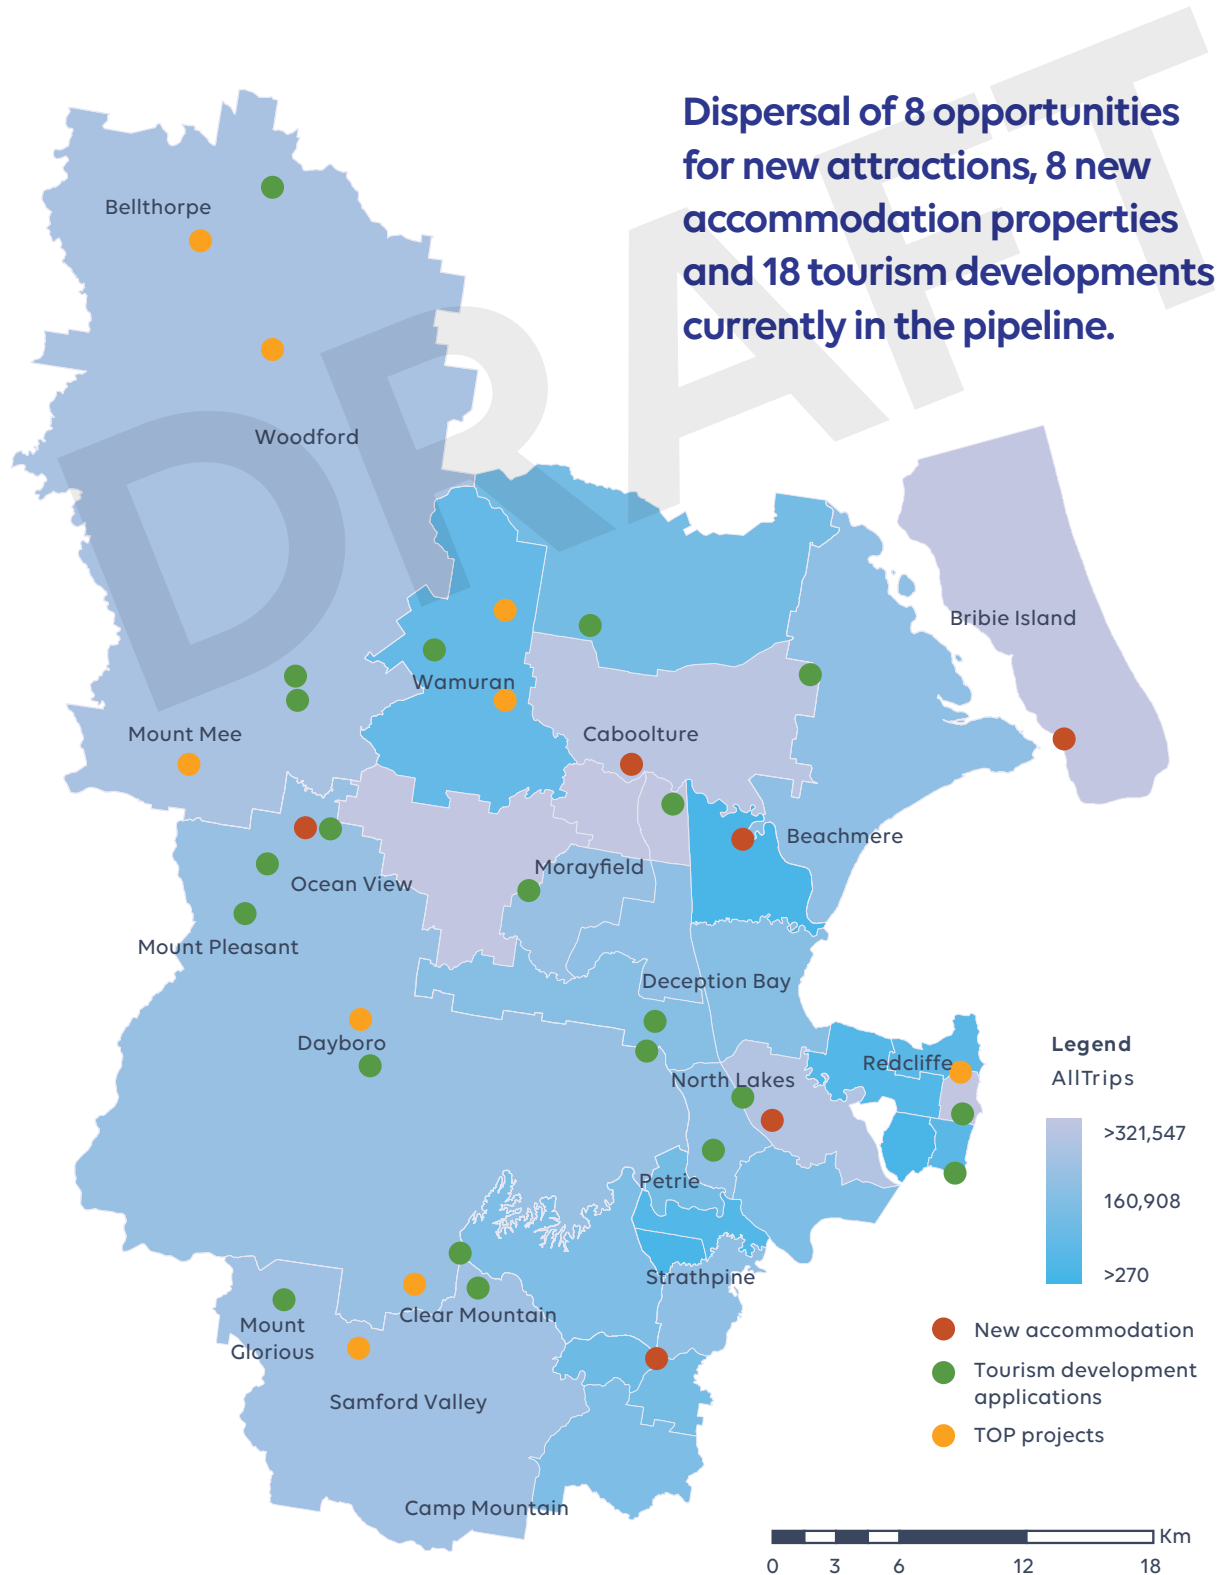 Dispersal of 8 opportunities
for new attractions, 8 new
accommodation properties
and 18 tourism developments
currently in the pipeline.
DRAFT
Bellthorpe
Woodford
Bribie Island
Wamuran
Mount Mee
Caboolture
Beachmere
Morayfield
Ocean View
Mount Pleasant
Deception Bay
Dayboro
Redcliffe
North Lakes
Petrie
Strathpine
Clear Mountain
Mount
Glorious
Samford Valley
Camp Mountain
Legend
AllTrips
>321,547
160,908
>270
New accommodation
Tourism development
applications
TOP projects
Km
0 3 6 12 18